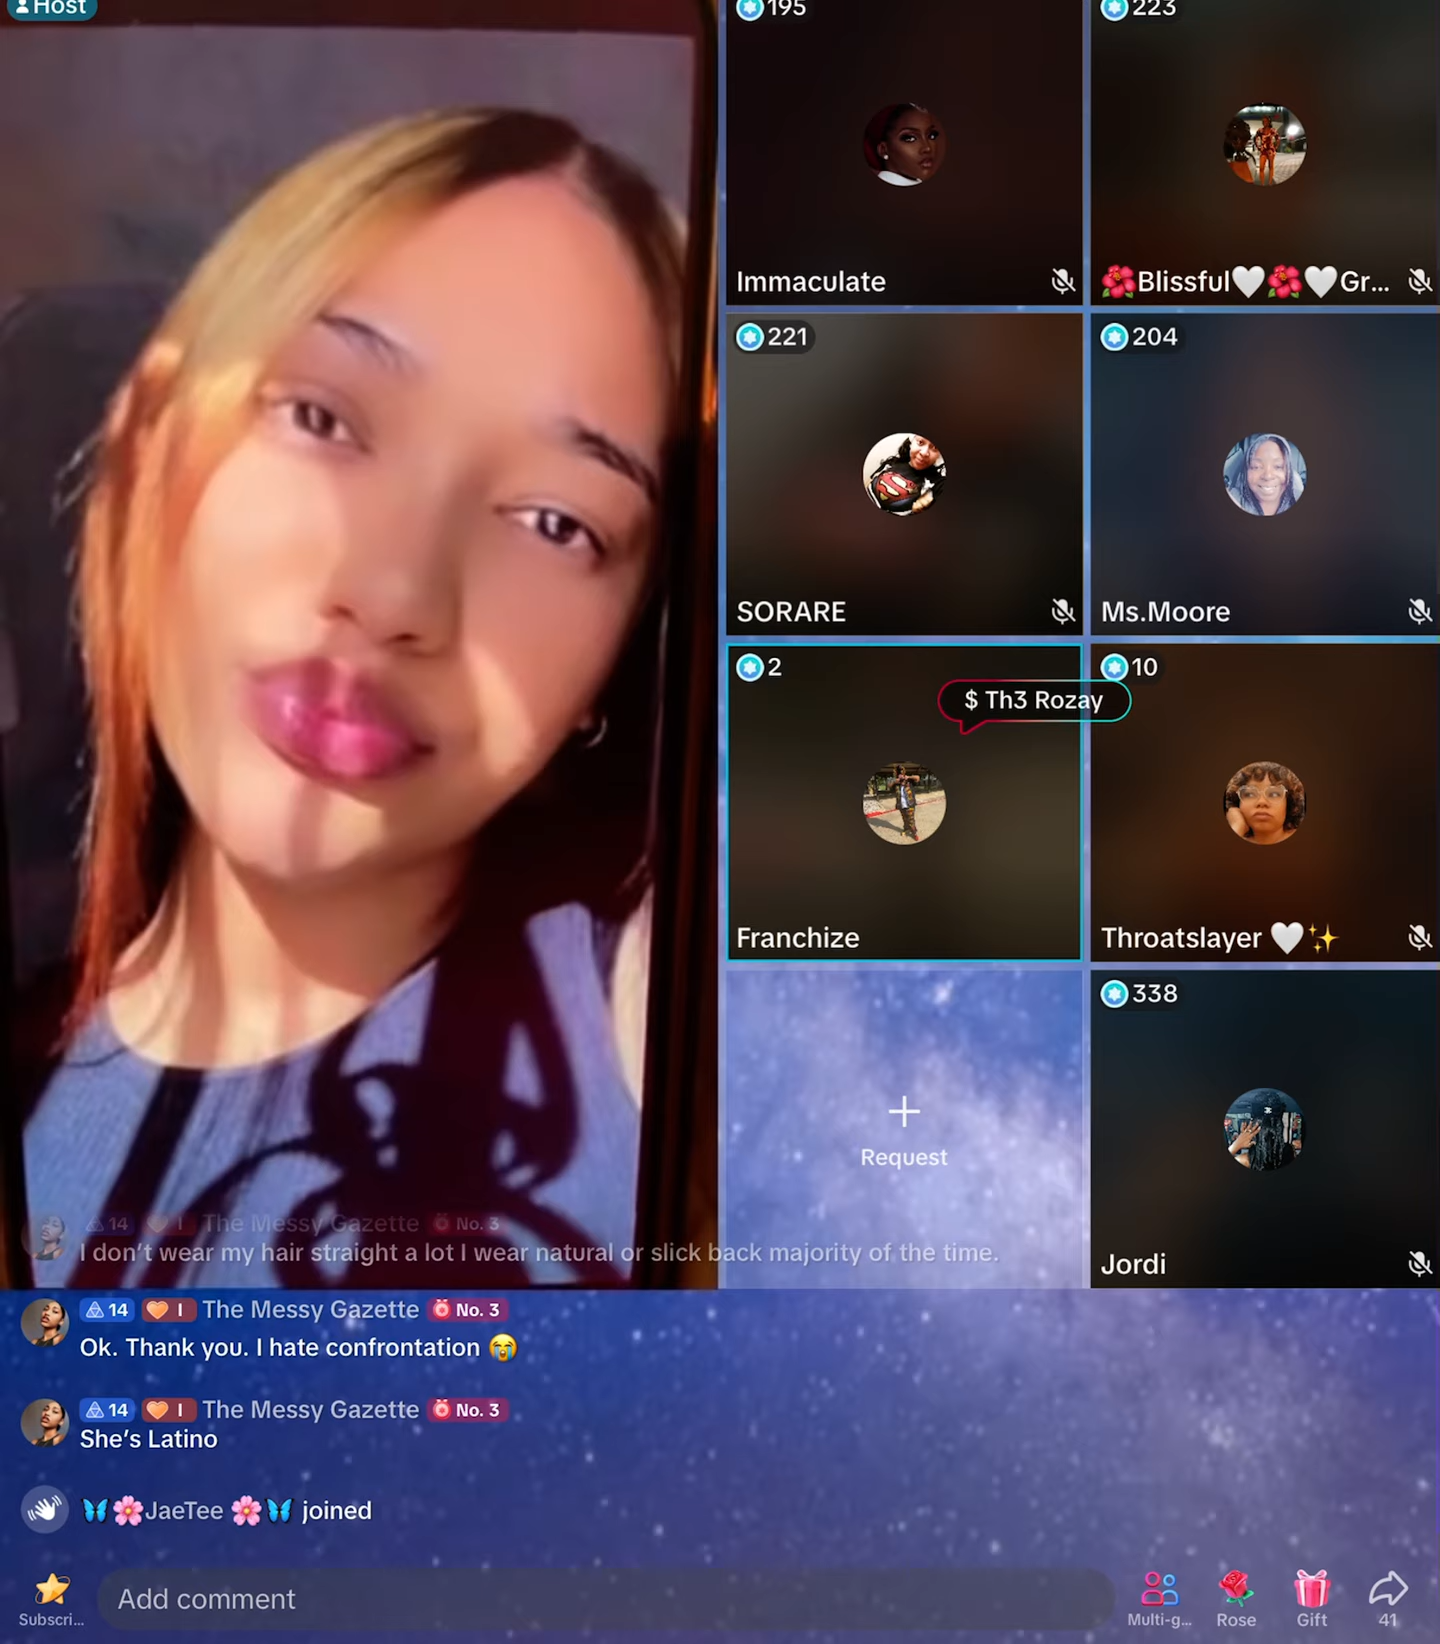 Host
195
223
Immaculate
🌺Blissful🤍🌺🤍Gr...
221
204
SORARE
Ms.Moore
2
10
$ Th3 Rozay
Franchize
Throatslayer 🤍✨
338
+
Request
Jordi
14 I The Messy Gazette No. 3
I don’t wear my hair straight a lot I wear natural or slick back majority of the time.
14 I The Messy Gazette No. 3
Ok. Thank you. I hate confrontation 😭
14 I The Messy Gazette No. 3
She’s Latino
🦋🌸JaeTee 🌸🦋 joined
Add comment
Subscri...
Multi-g...
Rose
Gift
41